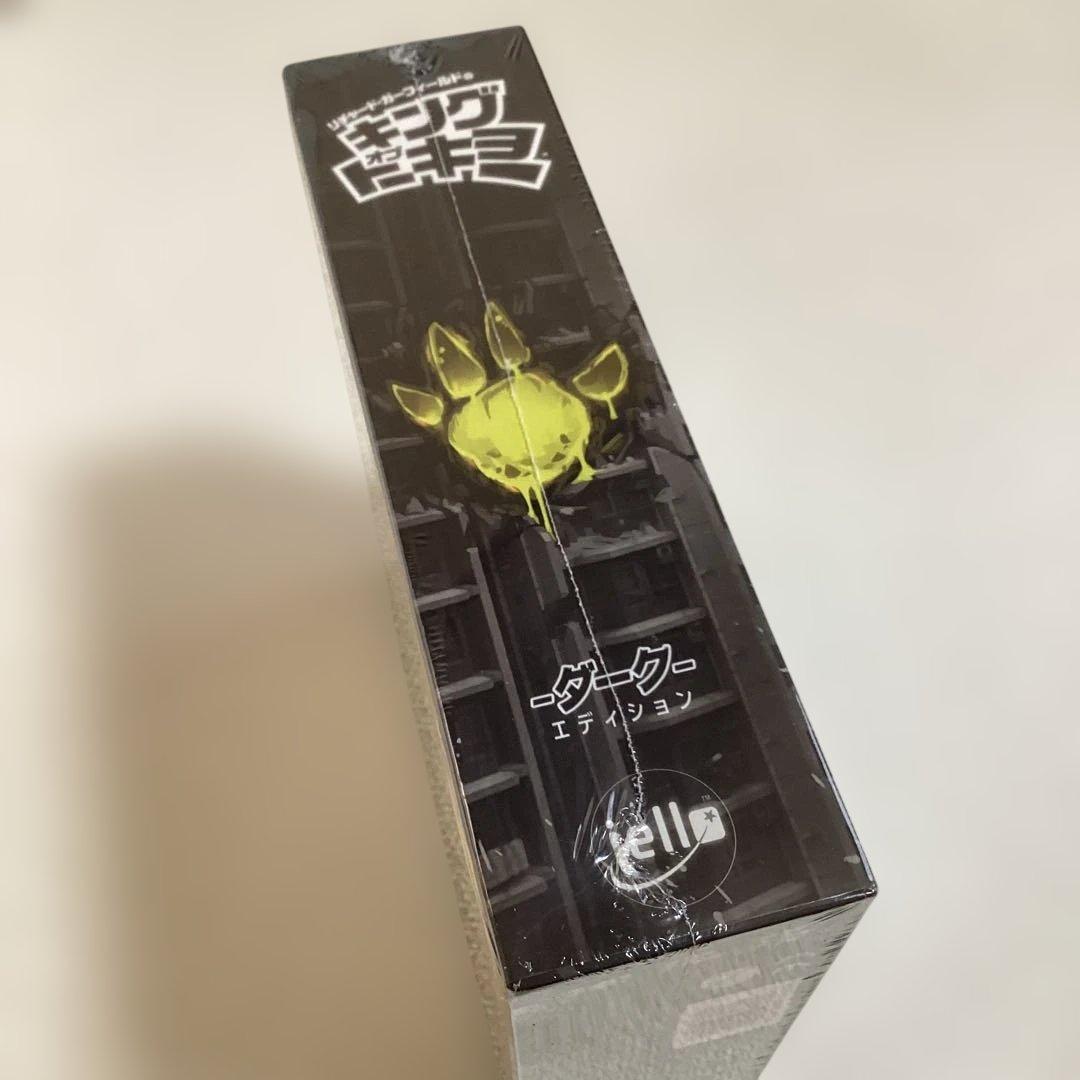 リチャード・ガーフィールドの
キング
オブ
トーキョー
-ダーク-
エディション
iello
TM